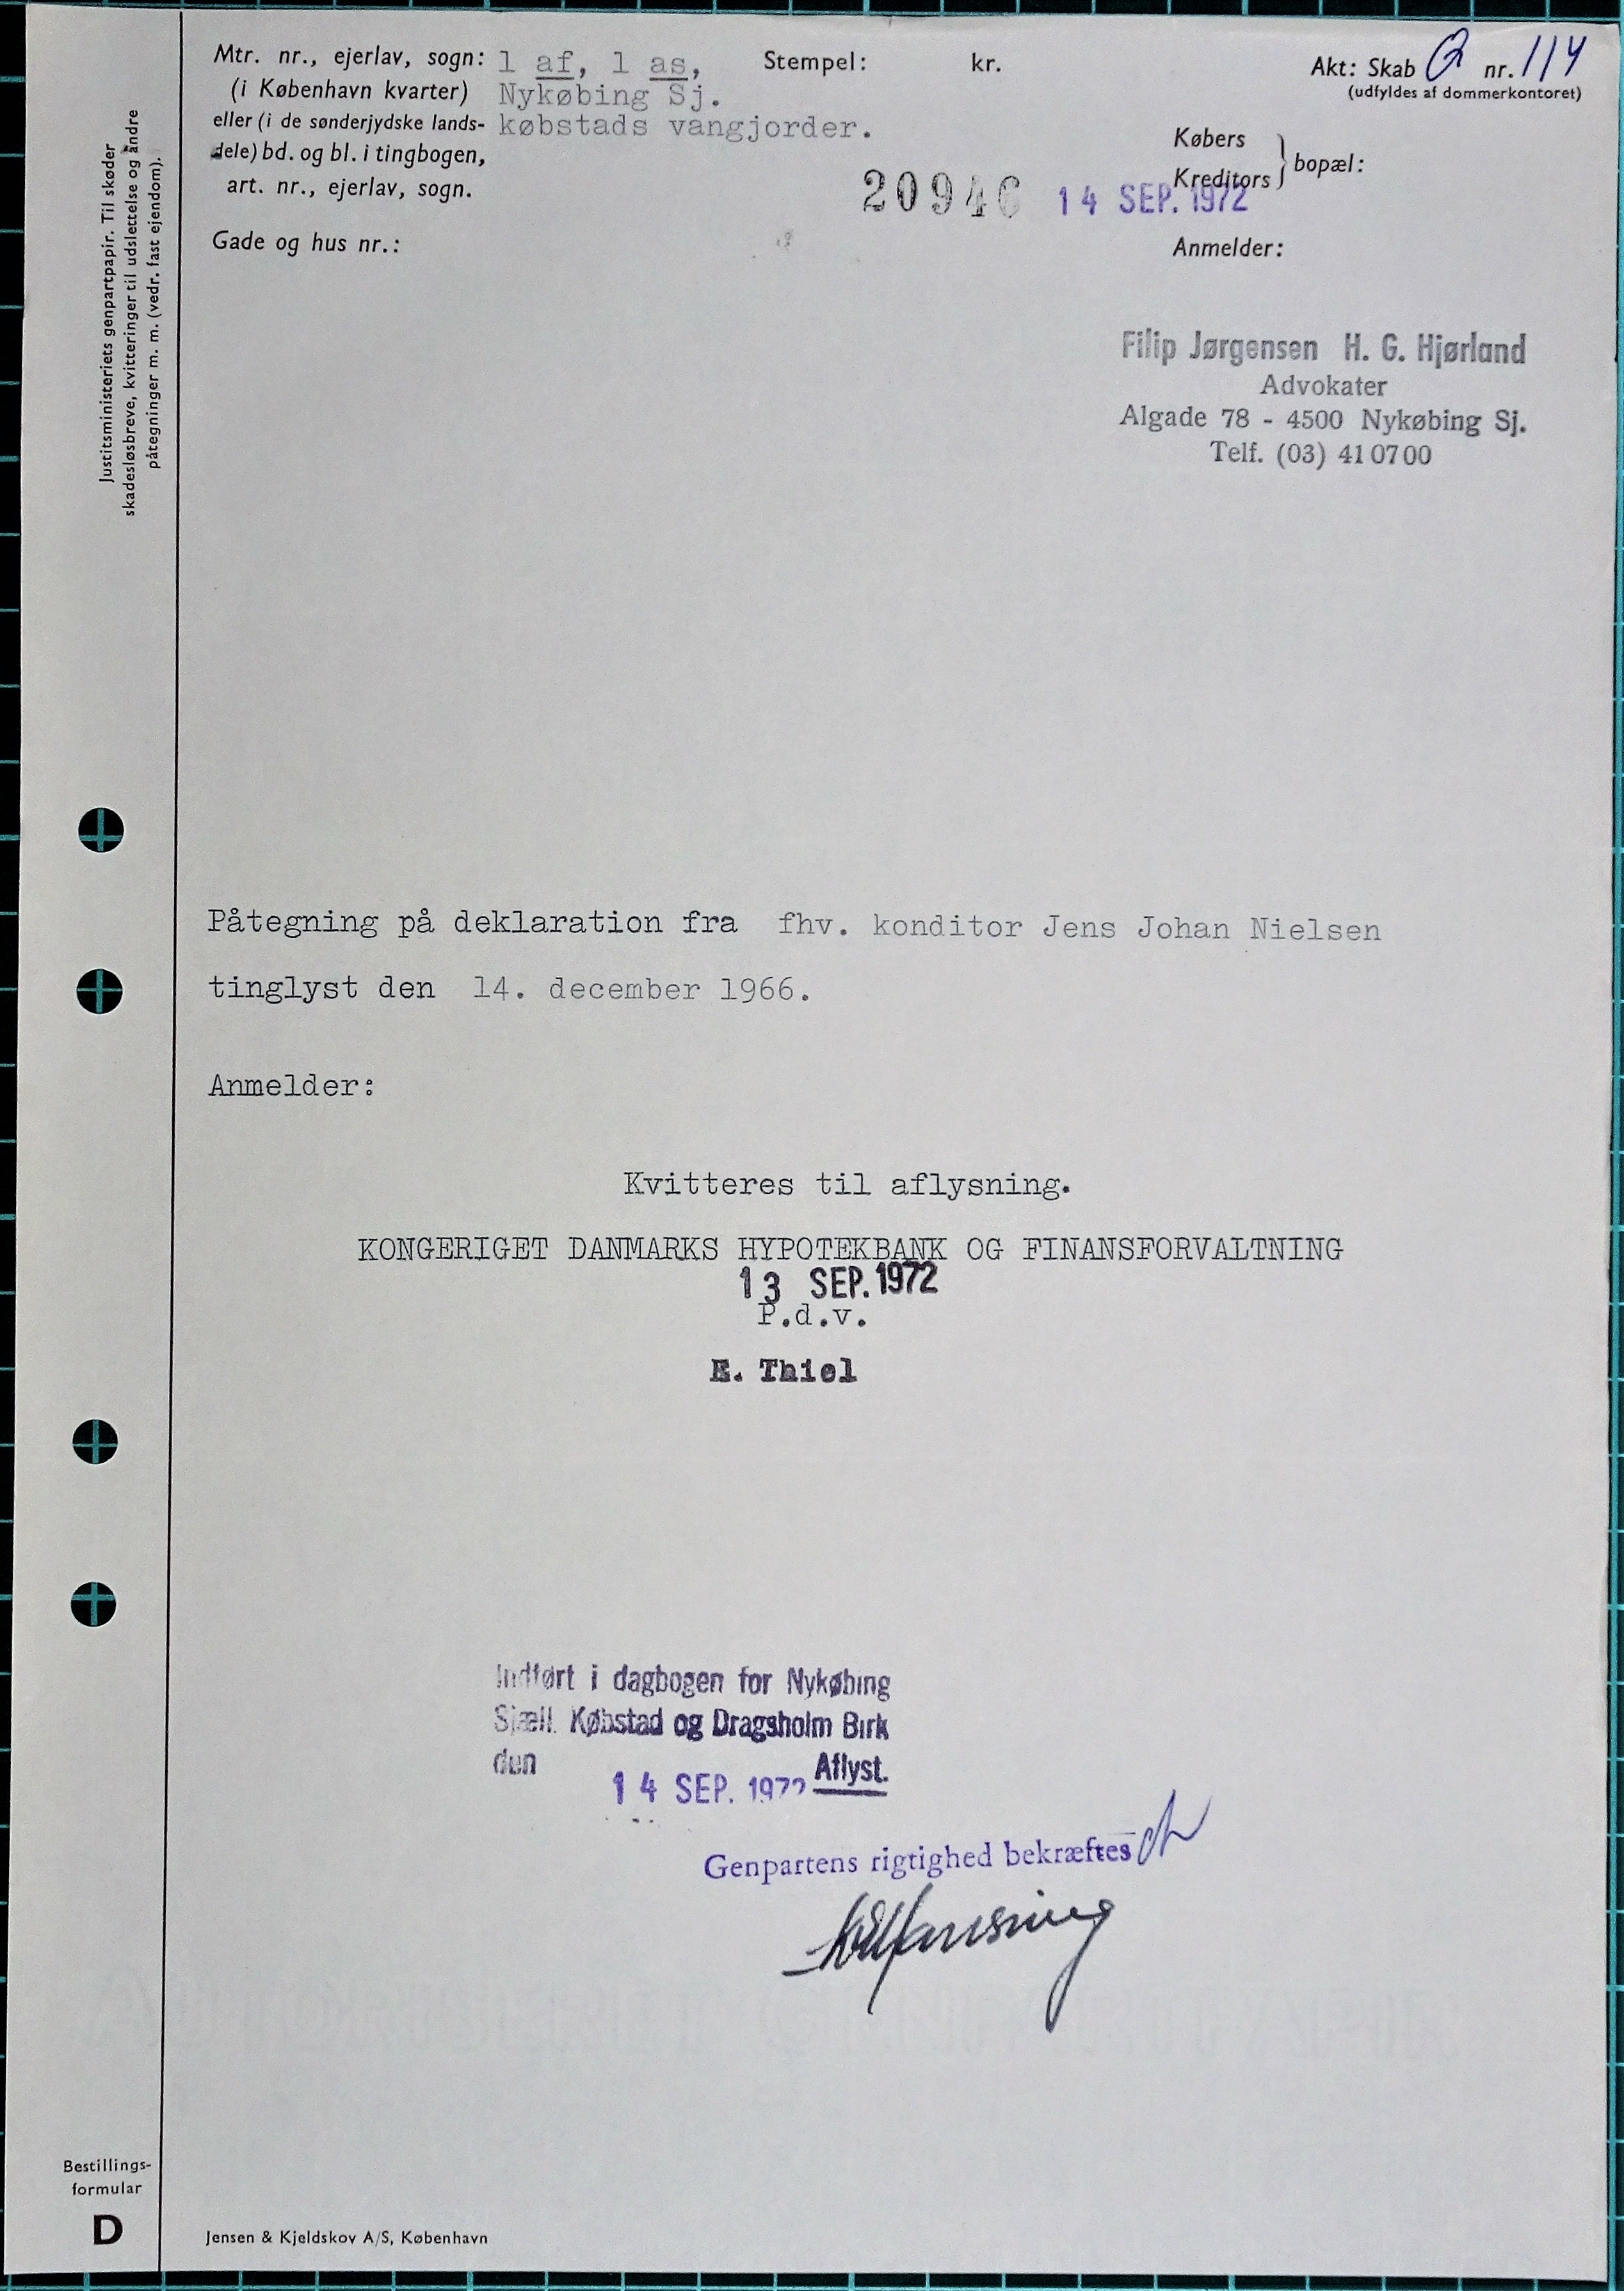 Mtr. nr., ejerlav, sogn: 1 af, 1 as,
(i København kvarter) Nykøbing Sj.
eller (i de sønderjydske lands- købstads vangjorder.
dele) bd. og bl. i tingbogen,
art. nr., ejerlav, sogn.
Gade og hus nr.:
Stempel: kr.
Akt: Skab Q nr. 114
(udfyldes af dommerkontoret)
Købers
Kreditors
bopæl:
20946 14 SEP. 1972
Anmelder:
Filip Jørgensen H. G. Hjørland
Advokater
Algade 78 - 4500 Nykøbing Sj.
Telf. (03) 41 07 00
Justitsministeriets genpartpapir. Til skøder
skadesløsbreve, kvitteringer til udslettelse og andre
påtegninger m. m. (vedr. fast ejendom).
Påtegning på deklaration fra fhv. konditor Jens Johan Nielsen
tinglyst den 14. december 1966.
Anmelder:
Kvitteres til aflysning.
KONGERIGET DANMARKS HYPOTEKBANK OG FINANSFORVALTNING
13 SEP. 1972
P.d.v.
E. Thiel
Indført i dagbogen for Nykøbing
Sjæll. Købstad og Dragsholm Birk
den 14 SEP. 1972 Aflyst.
Genpartens rigtighed bekræftes
Bestillings-
formular
D
Jensen & Kjeldskov A/S, København